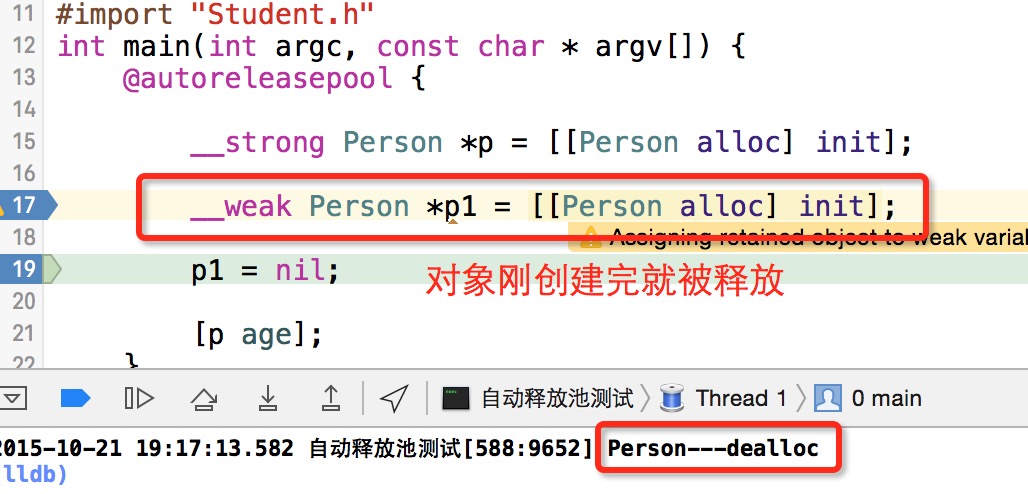 11 #import "Student.h"
12 int main(int argc, const char * argv[]) {
13 @autoreleasepool {
14
15 __strong Person *p = [[Person alloc] init];
16
17 __weak Person *p1 = [[Person alloc] init];
18 Assigning retained object to weak varial
19 p1 = nil; 对象刚创建完就被释放
20
21 [p age];
22 }
自动释放池测试 Thread 1 0 main
2015-10-21 19:17:13.582 自动释放池测试[588:9652] Person---dealloc
lldb)